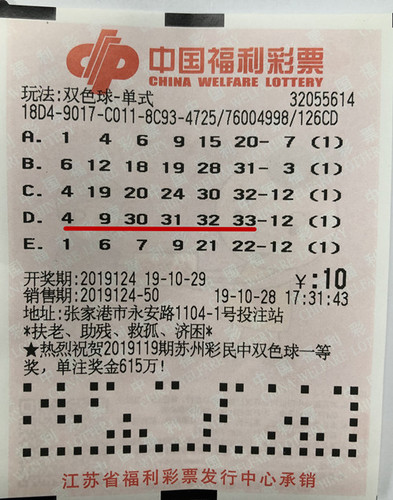 中国福利彩票
CHINA WELFARE LOTTERY
玩法:双色球-单式 32055614
18D4-9017-C011-8C93-4725/76004998/126CD
A. 1 4 6 9 15 20- 7 (1)
B. 6 12 18 19 28 31- 3 (1)
C. 4 19 20 24 30 32-12 (1)
D. 4 9 30 31 32 33-12 (1)
E. 1 6 7 9 21 22-12 (1)
开奖期:2019124 19-10-29 ¥:10
销售期:2019124-50 19-10-28 17:31:43
地址:张家港市永安路1104-1号投注站
*扶老、助残、救孤、济困*
★热烈祝贺2019119期苏州彩民中双色球一等
奖,单注奖金615万!
江苏省福利彩票发行中心承销